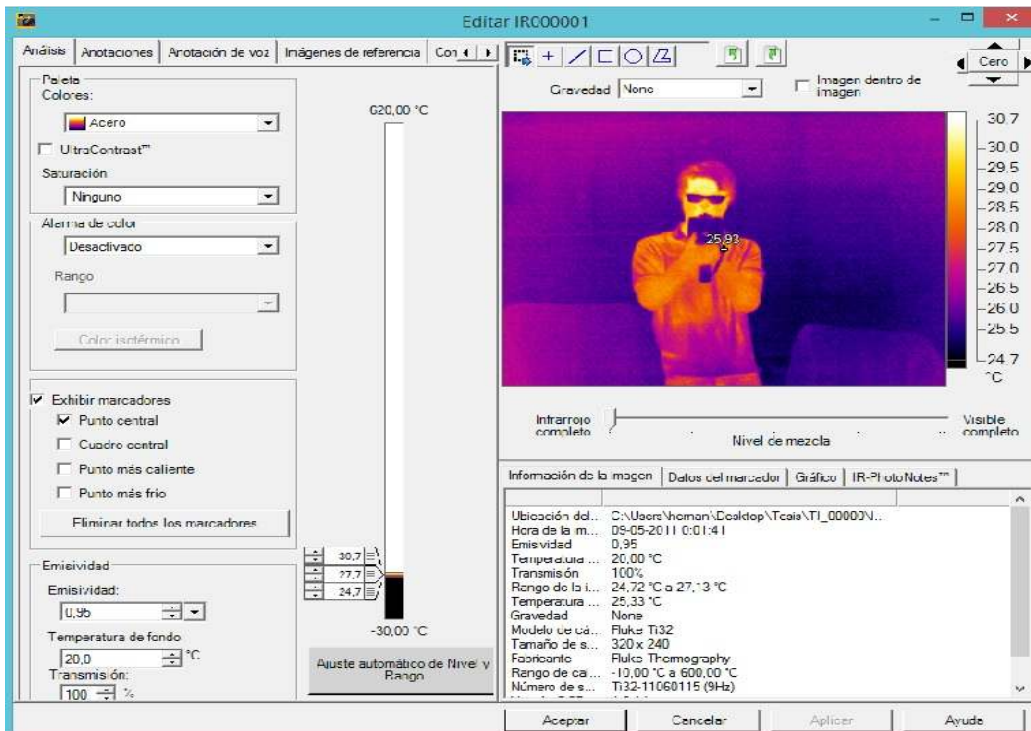 Editar IR000001
Análisis
Anotaciones
Anotación de voz
Imágenes de referencia
Paleta
Colores:
Acero
UltraContrast™
Saturación
Ninguno
Alarma de color
Desactivado
Rango
Color isotérmico
Exhibir marcadores
Punto central
Cuadro central
Punto más caliente
Punto más frío
Eliminar todos los marcadores
Emisividad
Emisividad:
0,95
Temperatura de fondo
20,0 °C
Transmisión:
100 %
30,7
27,7
24,7
-30,00 °C
Ajuste automático de Nivel y
Rango
Gravedad None
Imagen dentro de
imagen
Cero
25,93
30.7
30.0
29.5
29.0
28.5
28.0
27.5
27.0
26.5
26.0
25.5
24.7
°C
Infrarrojo
completo
Nivel de mezcla
Visible
completo
Información de la imagen
Datos del marcador
Gráfico
IR-PhotoNotes™
Ubicación del...
Hora de la im... 09-05-2011 0:01:41
Emisividad 0,95
Temperatura ... 20,00 °C
Transmisión 100%
Rango de la i... 24,72 °C a 27,13 °C
Temperatura ... 25,33 °C
Gravedad None
Modelo de cá... Fluke Ti32
Tamaño de s... 320 x 240
Fabricante Fluke Thermography
Rango de cal... -10,00 °C a 600,00 °C
Número de s... Ti32-11060115 (9Hz)
Aceptar
Cancelar
Aplicar
Ayuda